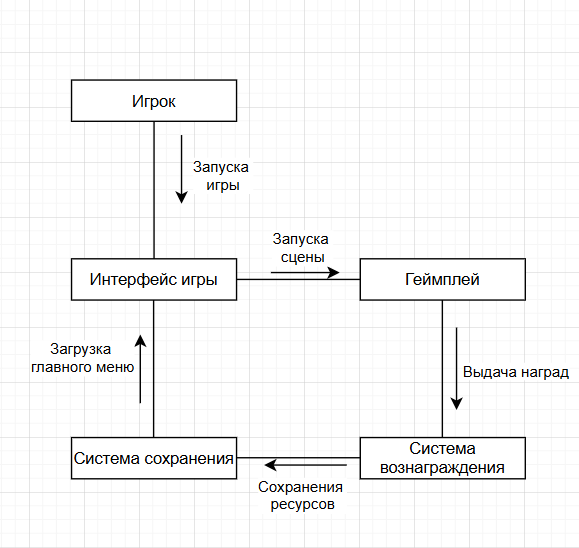 Игрок
Запуска
игры
Запуска
сцены
Интерфейс игры
Геймплей
Загрузка
главного меню
Выдача наград
Система сохранения
Система
вознаграждения
Сохранения
ресурсов